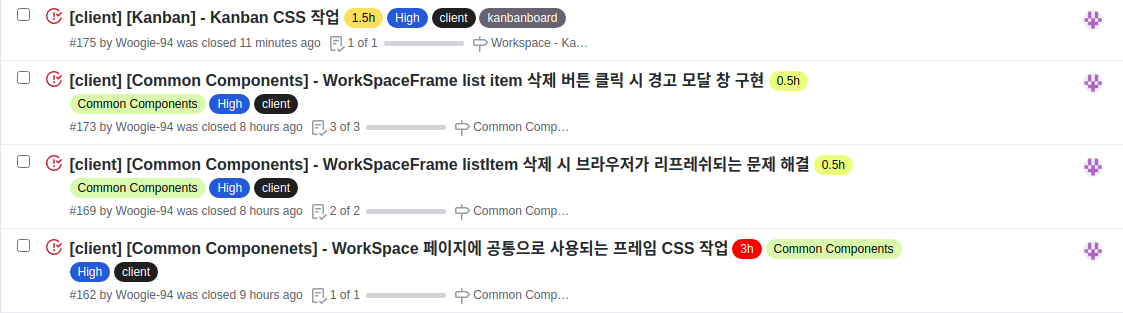 [client] [Kanban] - Kanban CSS 작업 1.5h High client kanbanboard
#175 by Woogie-94 was closed 11 minutes ago 1 of 1 Workspace - Ka…
[client] [Common Components] - WorkSpaceFrame list item 삭제 버튼 클릭 시 경고 모달 창 구현 0.5h
Common Components High client
#173 by Woogie-94 was closed 8 hours ago 3 of 3 Common Comp…
[client] [Common Components] - WorkSpaceFrame listItem 삭제 시 브라우저가 리프레쉬되는 문제 해결 0.5h
Common Components High client
#169 by Woogie-94 was closed 8 hours ago 2 of 2 Common Comp…
[client] [Common Componenets] - WorkSpace 페이지에 공통으로 사용되는 프레임 CSS 작업 3h Common Components
High client
#162 by Woogie-94 was closed 9 hours ago 1 of 1 Common Comp…